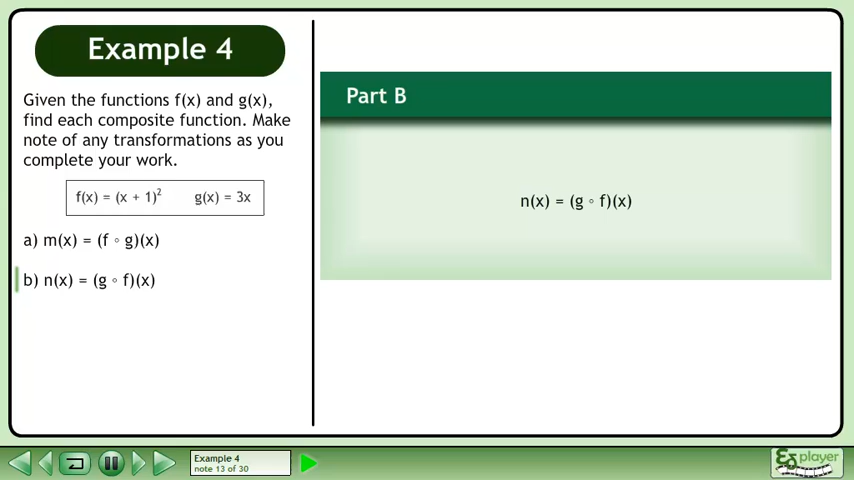 Example 4
Given the functions f(x) and g(x),
find each composite function. Make
note of any transformations as you
complete your work.
f(x) = (x + 1)² g(x) = 3x
a) m(x) = (f ∘ g)(x)
b) n(x) = (g ∘ f)(x)
Part B
n(x) = (g ∘ f)(x)
Example 4
note 13 of 30
player